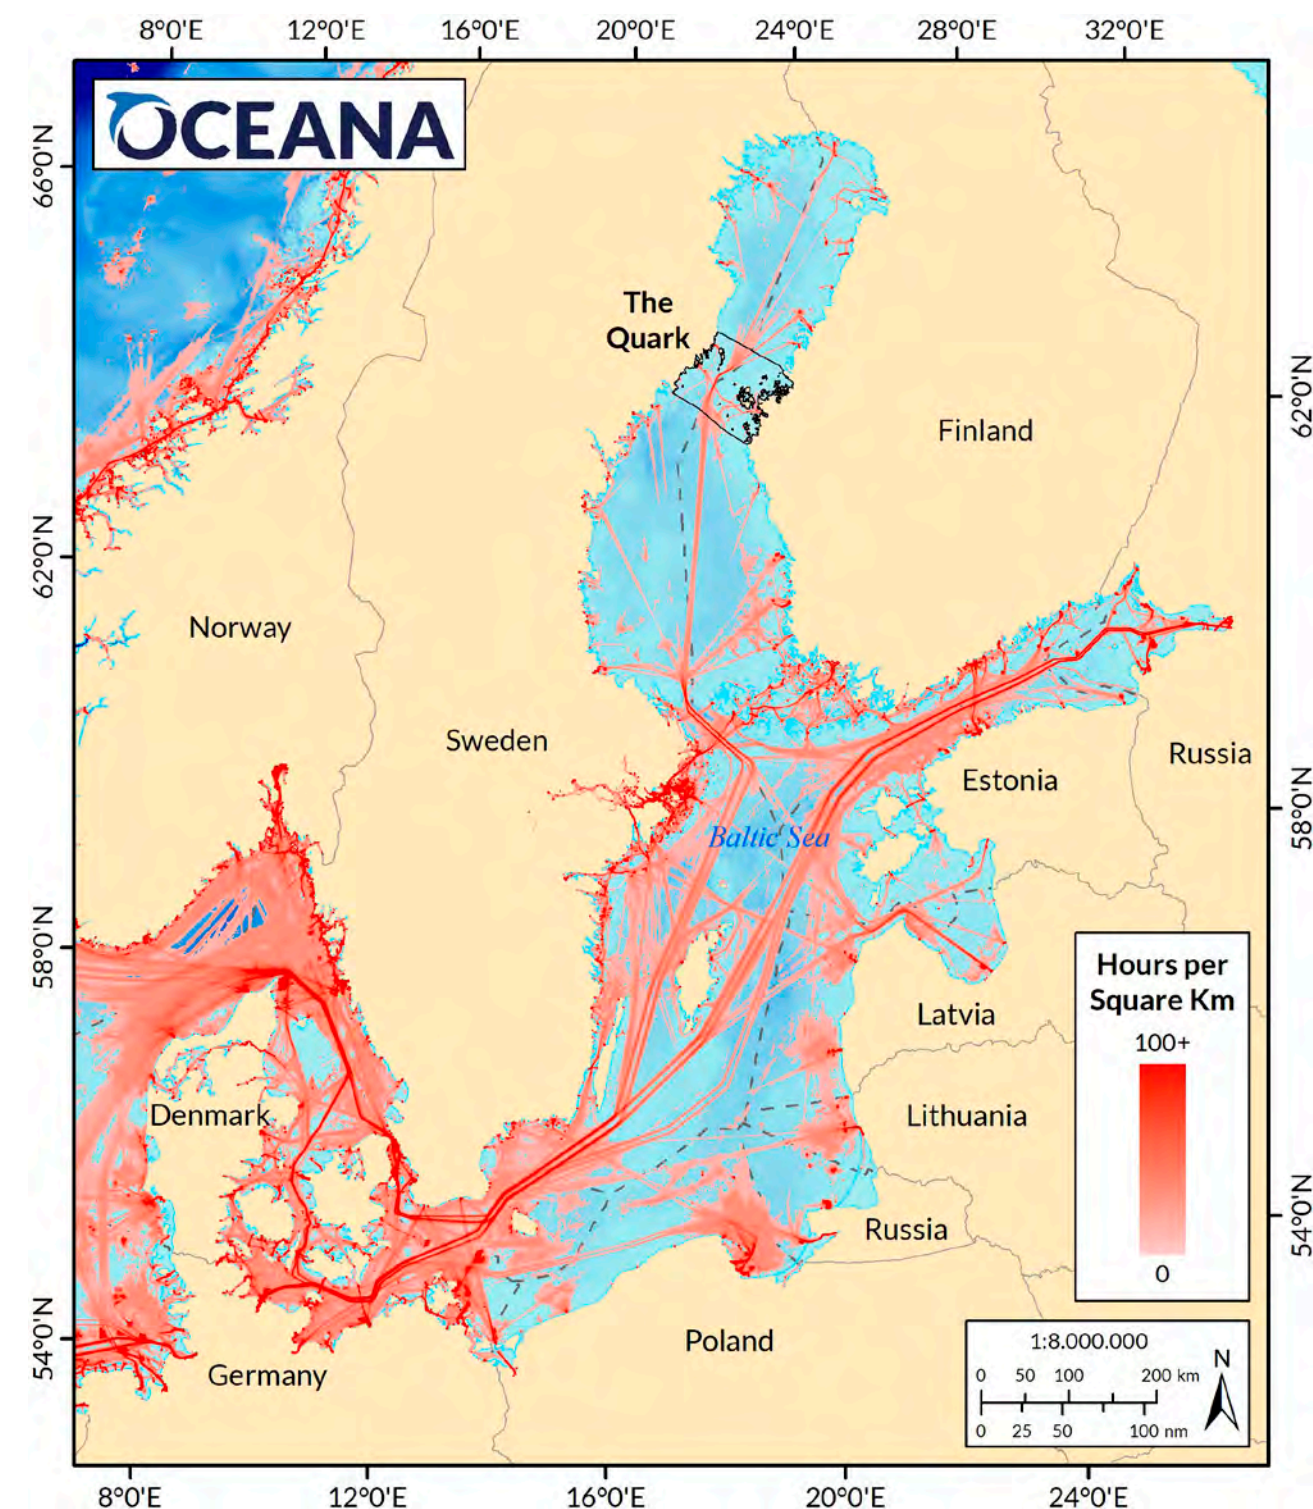 8°0'E 12°0'E 16°0'E 20°0'E 24°0'E 28°0'E 32°0'E
OCEANA
66°0'N
The
Quark
62°0'N
Finland
62°0'N
Norway
Sweden
Russia
Estonia
58°0'N
Baltic Sea
58°0'N
Hours per
Square Km
100+
0
Latvia
Denmark
Lithuania
Russia
54°0'N
54°0'N
Poland
Germany
1:8.000.000
0 50 100 200 km
0 25 50 100 nm
N
8°0'E 12°0'E 16°0'E 20°0'E 24°0'E